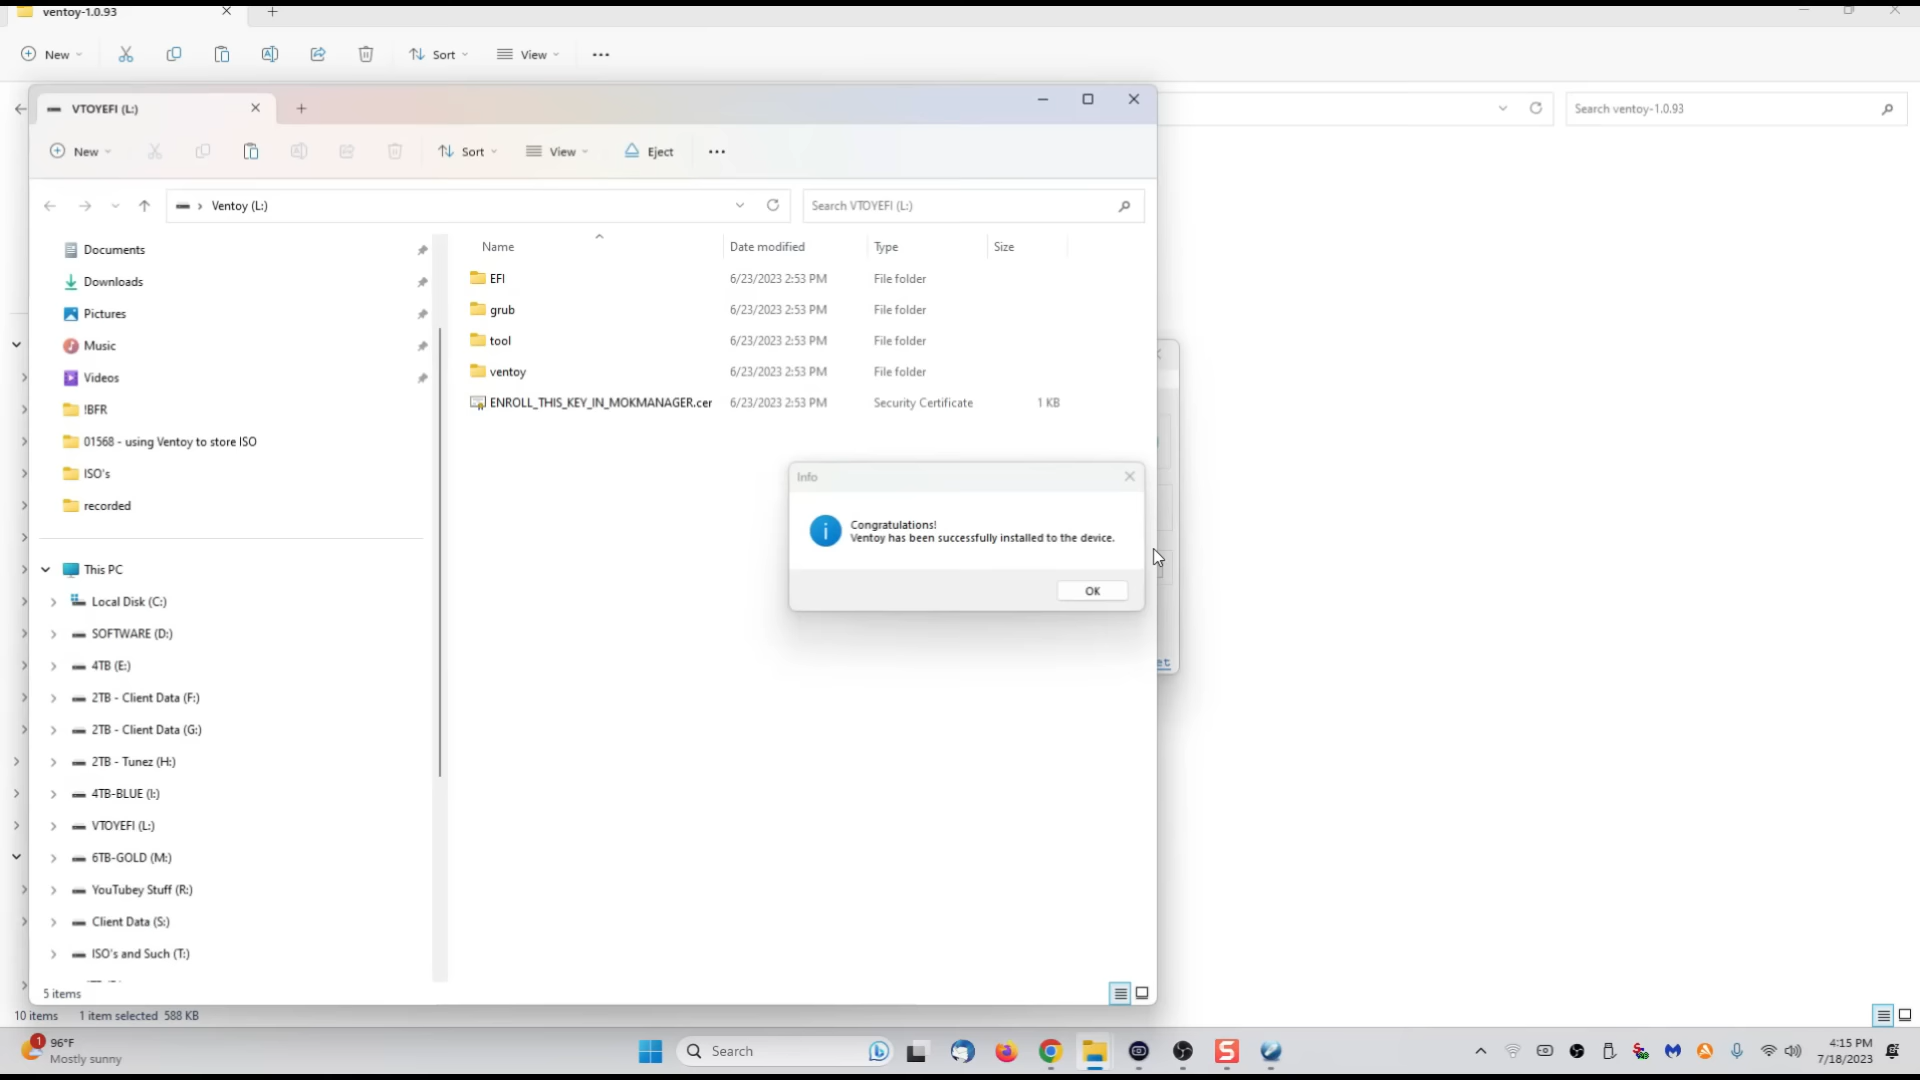 ventoy-1.0.93
New
Sort
View
Search ventoy-1.0.93
VTOYEFI (L:)
New
Sort
View
Eject
Ventoy (L:)
Search VTOYEFI (L:)
Name
Date modified
Type
Size
EFI
6/23/2023 2:53 PM
File folder
grub
6/23/2023 2:53 PM
File folder
tool
6/23/2023 2:53 PM
File folder
ventoy
6/23/2023 2:53 PM
File folder
ENROLL_THIS_KEY_IN_MOKMANAGER.cer
6/23/2023 2:53 PM
Security Certificate
1 KB
Documents
Downloads
Pictures
Music
Videos
!BFR
01568 - using Ventoy to store ISO
ISO's
recorded
This PC
Local Disk (C:)
SOFTWARE (D:)
4TB (E:)
2TB - Client Data (F:)
2TB - Client Data (G:)
2TB - Tunez (H:)
4TB-BLUE (I:)
VTOYEFI (L:)
6TB-GOLD (M:)
YouTubey Stuff (R:)
Client Data (S:)
ISO's and Such (T:)
5 items
Info
Congratulations!
Ventoy has been successfully installed to the device.
OK
et
10 items
1 item selected 588 KB
1
96°F
Mostly sunny
Search
4:15 PM
7/18/2023